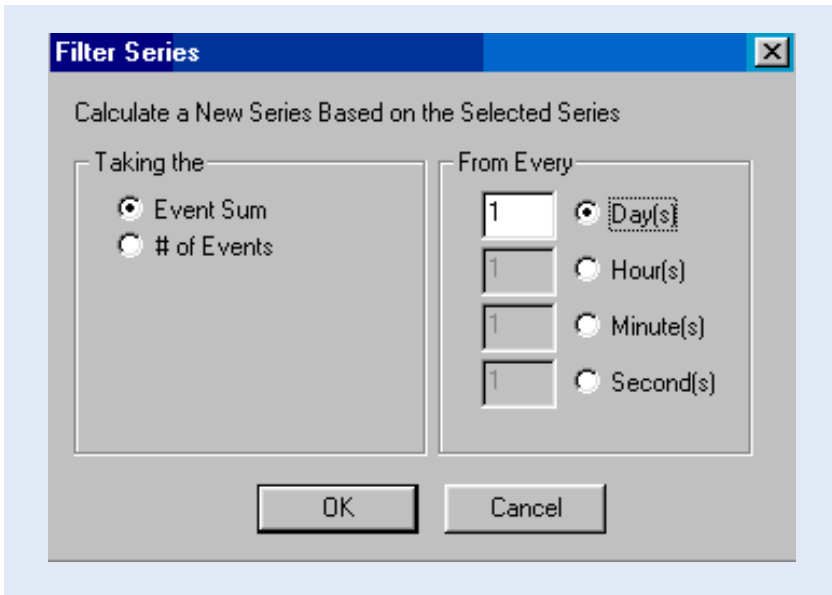 Filter Series
Calculate a New Series Based on the Selected Series
Taking the
Event Sum
# of Events
From Every
1 Day(s)
1 Hour(s)
1 Minute(s)
1 Second(s)
OK
Cancel